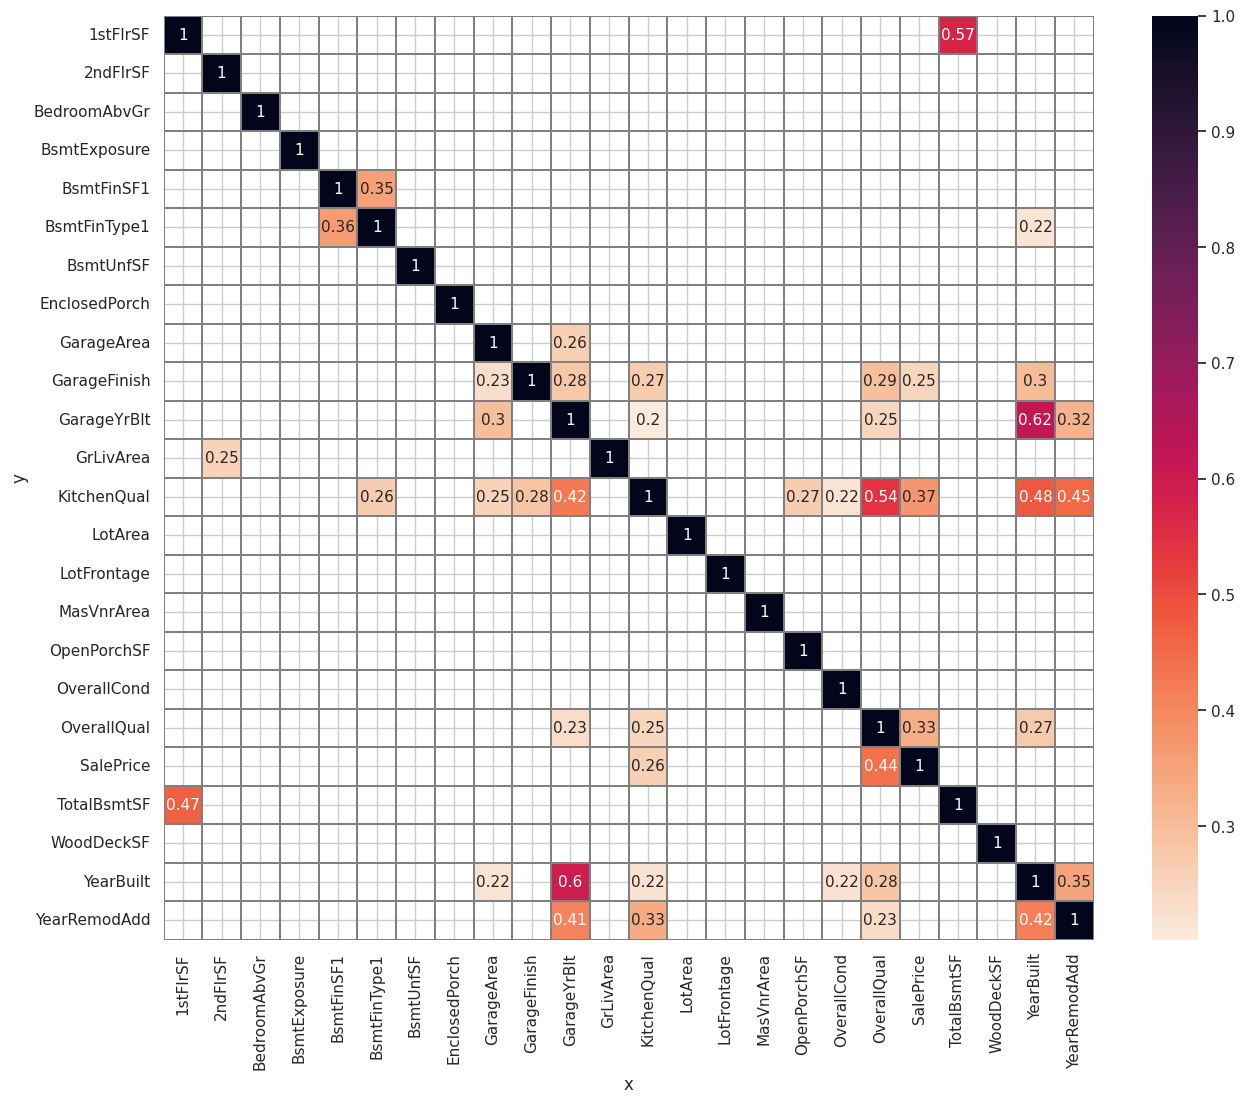 1stFlrSF 1 0.57
2ndFlrSF 1
BedroomAbvGr 1
BsmtExposure 1
BsmtFinSF1 1 0.35
BsmtFinType1 0.36 1 0.22
BsmtUnfSF 1
EnclosedPorch 1
GarageArea 1 0.26
GarageFinish 0.23 1 0.28 0.27 0.29 0.25 0.3
GarageYrBlt 0.3 1 0.2 0.25 0.62 0.32
GrLivArea 0.25 1
KitchenQual 0.26 0.25 0.28 0.42 1 0.27 0.22 0.54 0.37 0.48 0.45
LotArea 1
LotFrontage 1
MasVnrArea 1
OpenPorchSF 1
OverallCond 1
OverallQual 0.23 0.25 1 0.33 0.27
SalePrice 0.26 0.44 1
TotalBsmtSF 0.47 1
WoodDeckSF 1
YearBuilt 0.22 0.6 0.22 0.22 0.28 1 0.35
YearRemodAdd 0.41 0.33 0.23 0.42 1
y
1stFlrSF
2ndFlrSF
BedroomAbvGr
BsmtExposure
BsmtFinSF1
BsmtFinType1
BsmtUnfSF
EnclosedPorch
GarageArea
GarageFinish
GarageYrBlt
GrLivArea
KitchenQual
LotArea
LotFrontage
MasVnrArea
OpenPorchSF
OverallCond
OverallQual
SalePrice
TotalBsmtSF
WoodDeckSF
YearBuilt
YearRemodAdd
x
1.0
0.9
0.8
0.7
0.6
0.5
0.4
0.3